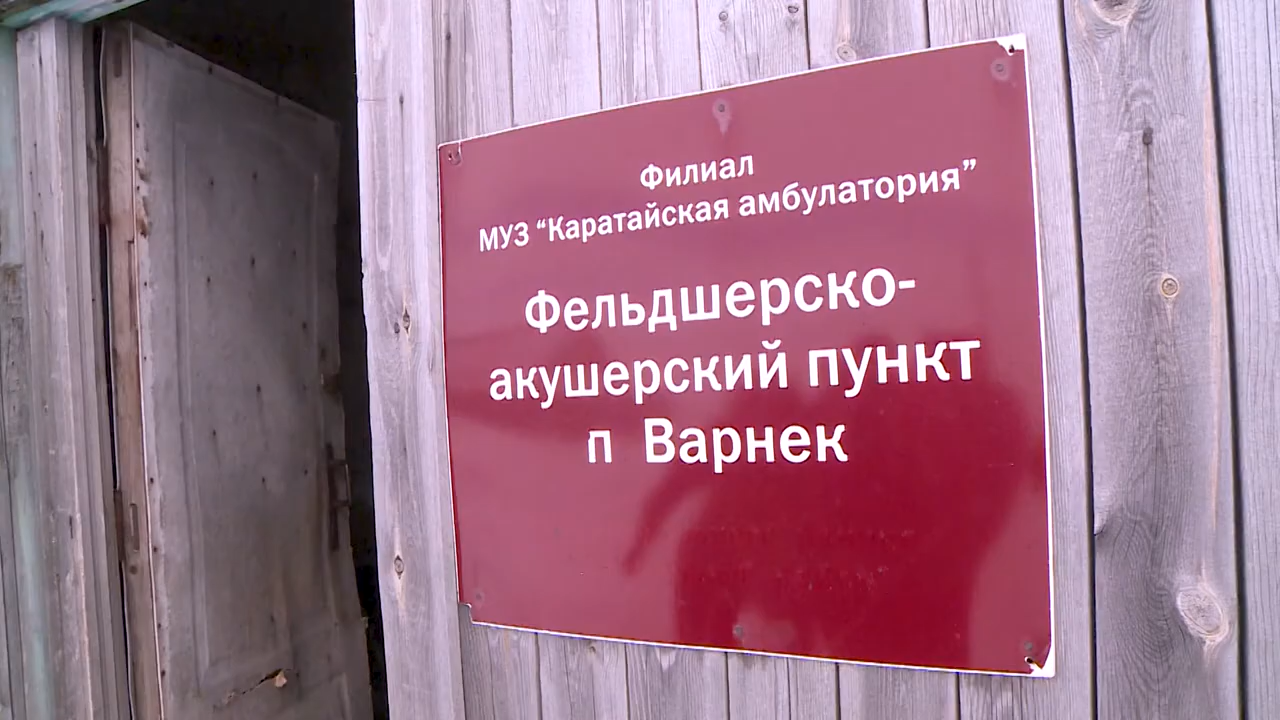 Филиал
МУЗ “Каратайская амбулатория”
Фельдшерско-
акушерский пункт
п Варнек